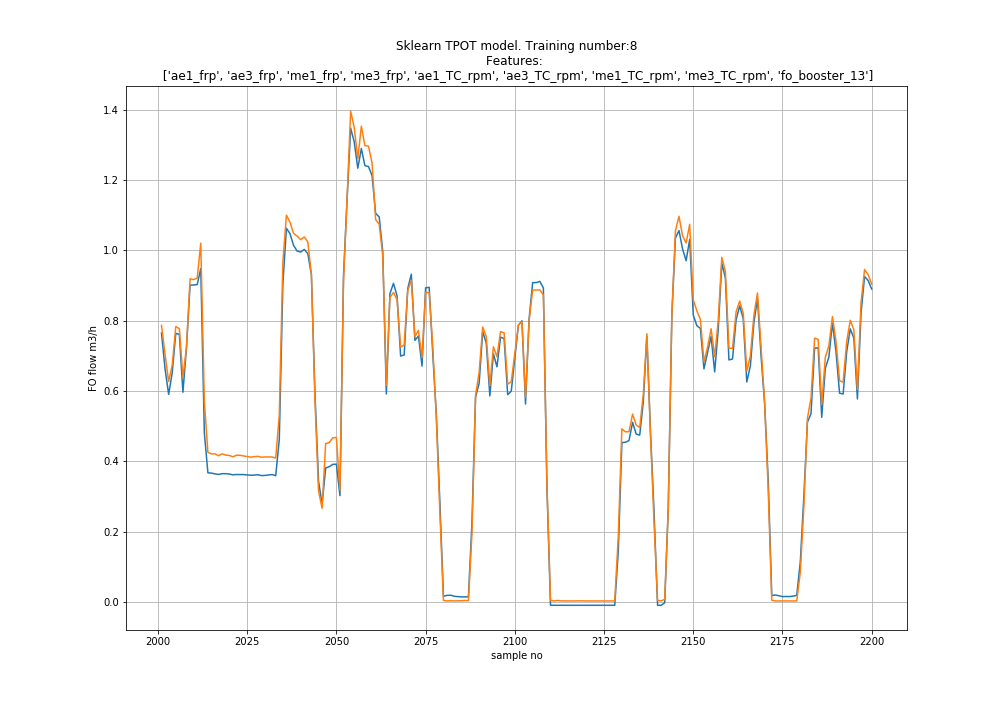 Sklearn TPOT model. Training number:8
Features:
['ae1_frp', 'ae3_frp', 'me1_frp', 'me3_frp', 'ae1_TC_rpm', 'ae3_TC_rpm', 'me1_TC_rpm', 'me3_TC_rpm', 'fo_booster_13']
FO flow m3/h
1.4
1.2
1.0
0.8
0.6
0.4
0.2
0.0
2000 2025 2050 2075 2100 2125 2150 2175 2200
sample no